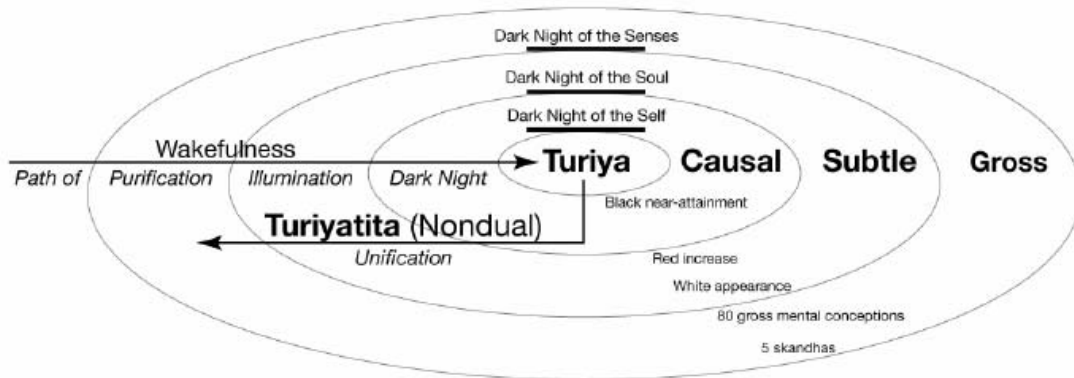 Dark Night of the Senses
Dark Night of the Soul
Dark Night of the Self
Wakefulness
Turiya Causal Subtle Gross
Path of Purification Illumination Dark Night
Black near-attainment
Turiyatita (Nondual)
Unification
Red increase
White appearance
80 gross mental conceptions
5 skandhas